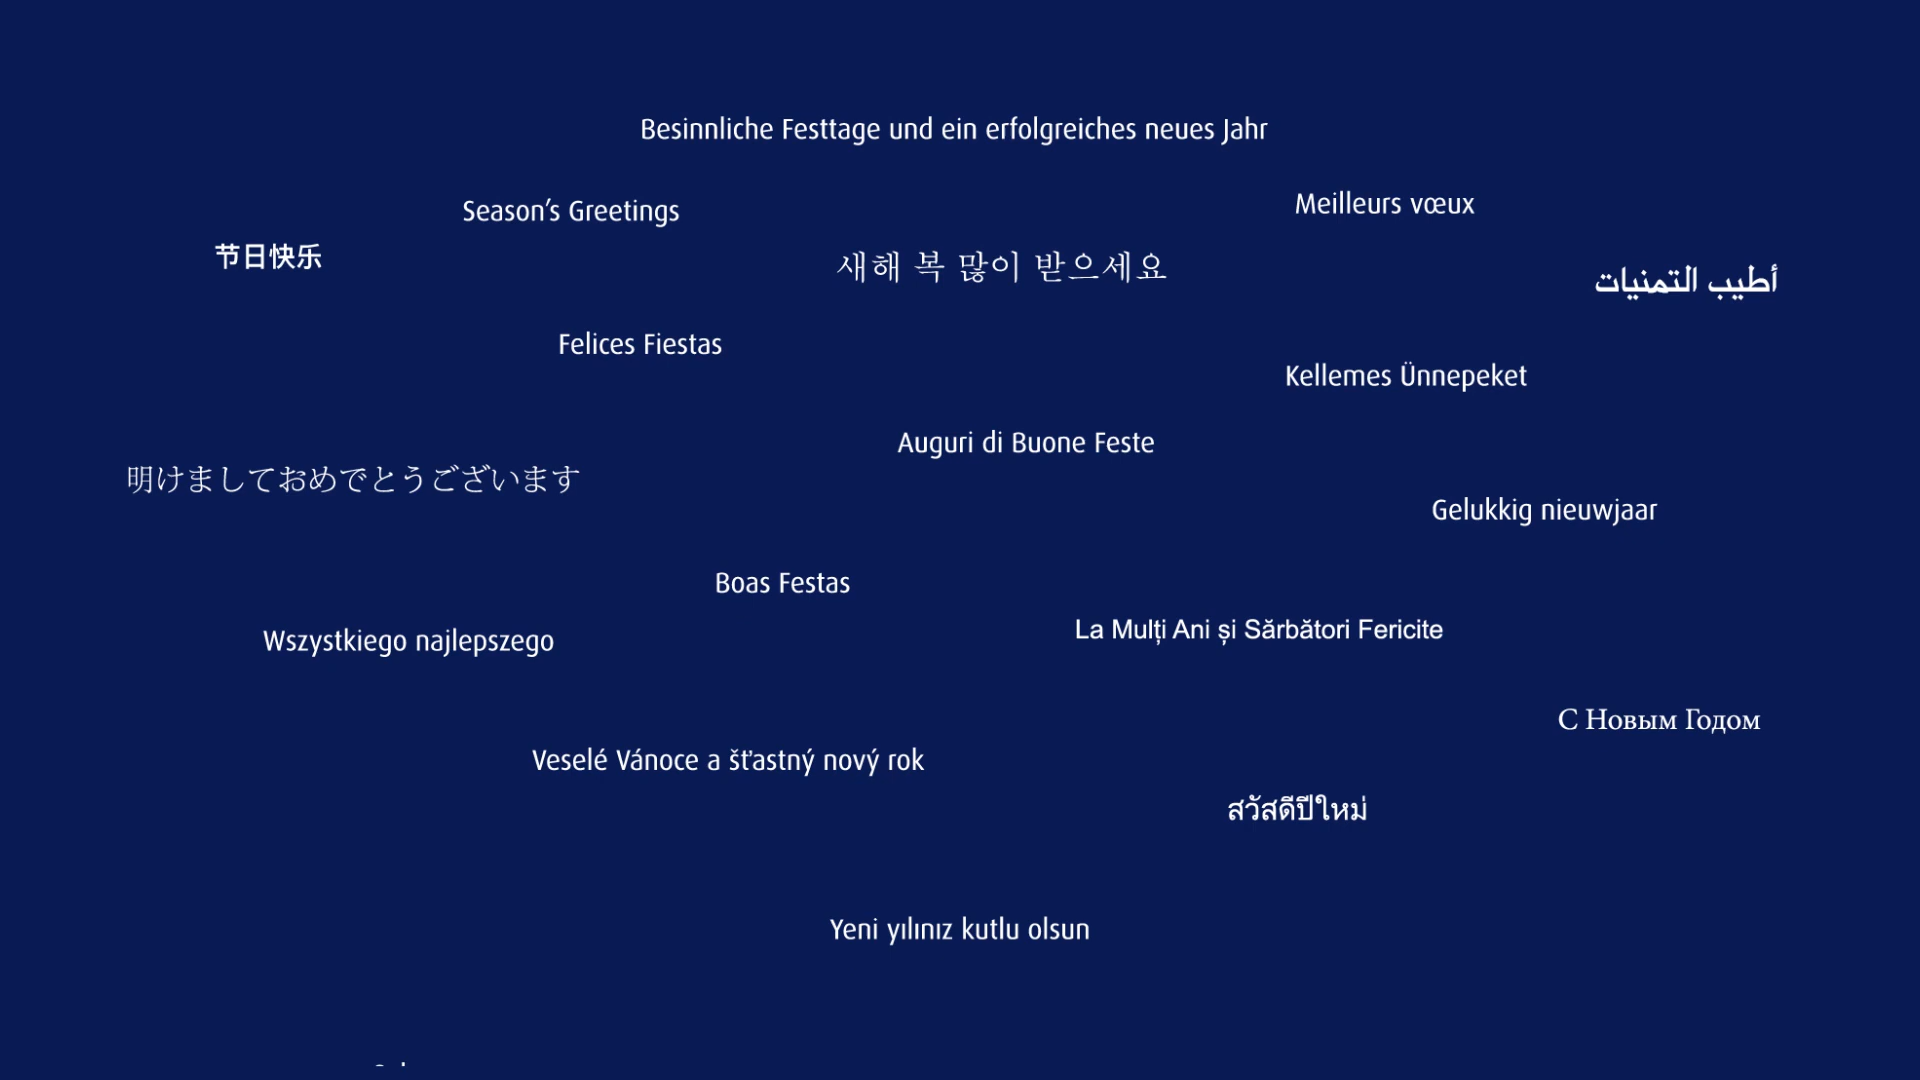 Besinnliche Festtage und ein erfolgreiches neues Jahr
Season’s Greetings
Meilleurs vœux
节日快乐
새해 복 많이 받으세요
أطيب التمنيات
Felices Fiestas
Kellemes Ünnepeket
Auguri di Buone Feste
明けましておめでとうございます
Gelukkig nieuwjaar
Boas Festas
La Mulți Ani și Sărbători Fericite
Wszystkiego najlepszego
С Новым Годом
Veselé Vánoce a šťastný nový rok
สวัสดีปีใหม่
Yeni yılınız kutlu olsun